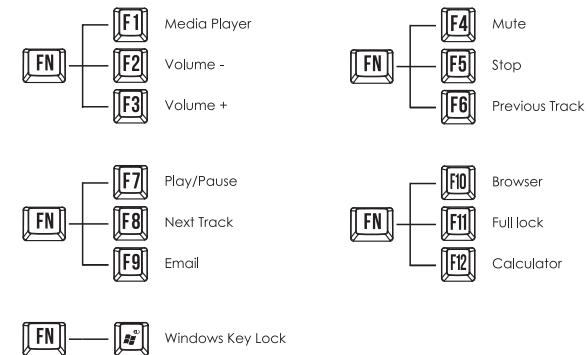 F1 Media Player
FN F2 Volume -
F3 Volume +
F4 Mute
FN F5 Stop
F6 Previous Track
F7 Play/Pause
FN F8 Next Track
F9 Email
F10 Browser
FN F11 Full lock
F12 Calculator
FN Windows Key Lock